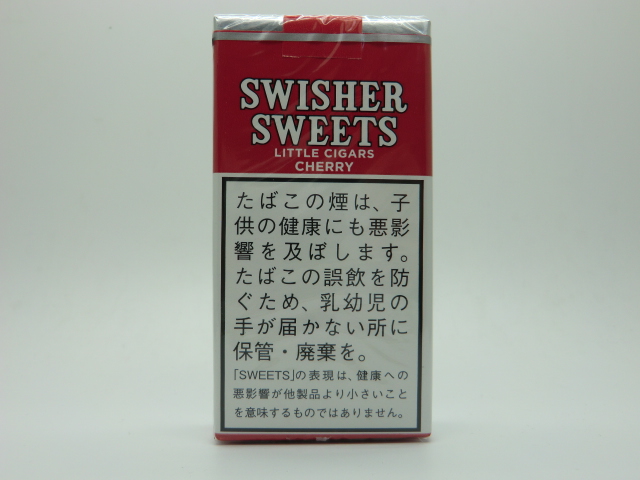 SWISHER
SWEETS
LITTLE CIGARS
CHERRY
たばこの煙は、子
供の健康にも悪影
響を及ぼします。
たばこの誤飲を防
ぐため、乳幼児の
手が届かない所に
保管・廃棄を。
「SWEETS」の表現は、健康への
悪影響が他製品より小さいこと
を意味するものではありません。